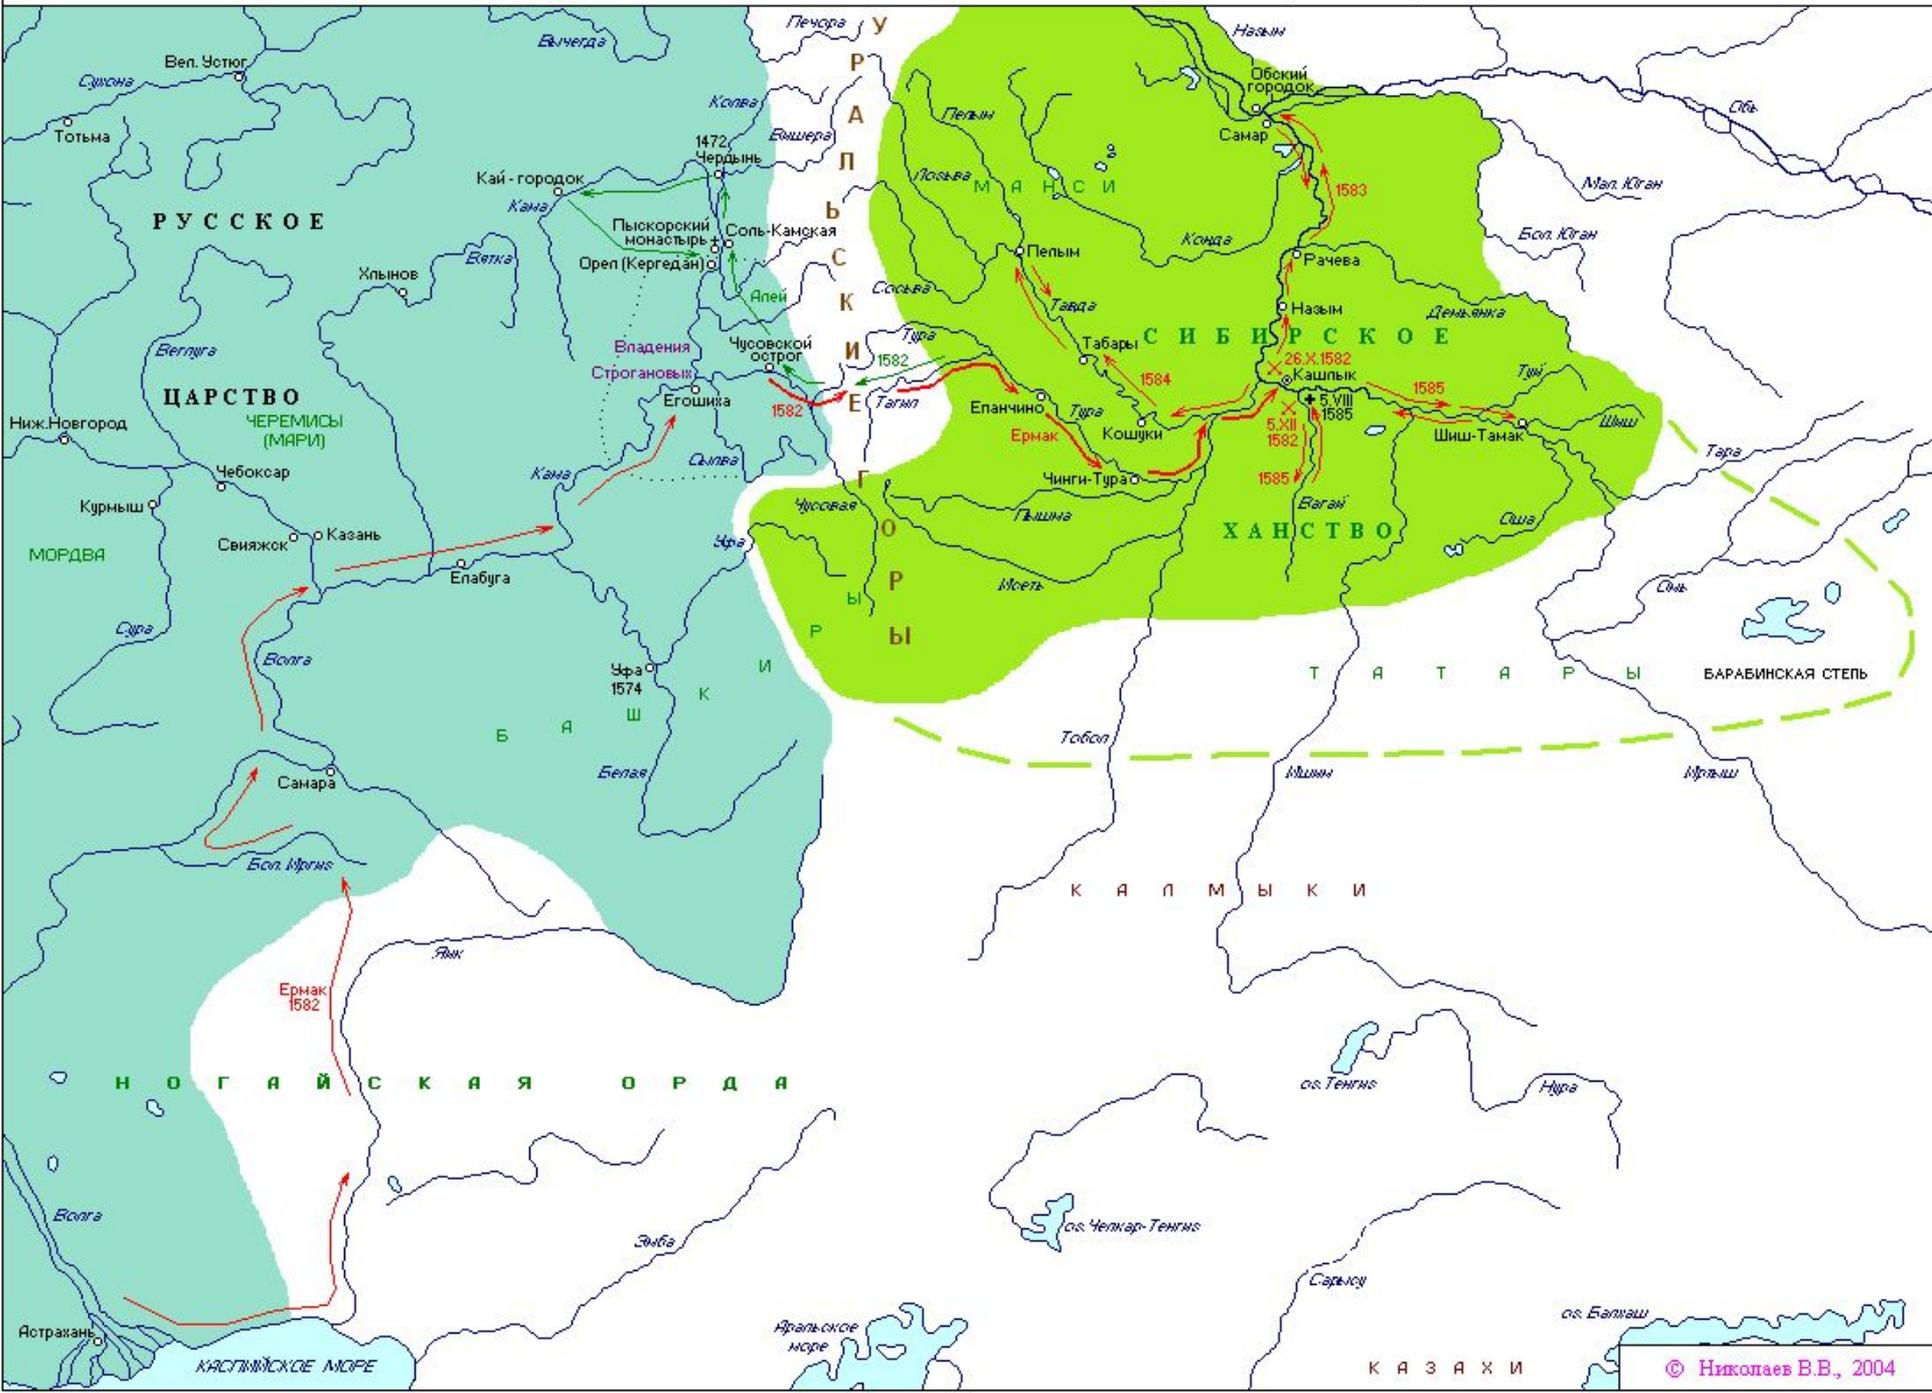 Печора
Вычегда
Назым
Вел. Устюг
Сухона
Обский
городок
Тотьма
Колва
Пелым
Обь
Вишера
Самар
1472
Чердынь
Кай - городок
Лозьва
МАНСИ
1583
Мал. Юган
Кама
РУССКОЕ
Пыскорский
монастырь
Соль-Камская
Конда
Бол. Юган
Орел (Кергедан)
Вятка
Пелым
Рачева
Хлынов
Сосьва
Алей
Тавда
Назым
Демьянка
УРАЛЬСКИЕ ГОРЫ
Тура
СИБИРСКОЕ
Ветлуга
Владения
Строгановых
Чусовской
острог
1582
Табары
26.X.1582
Кашлык
Туй
ЦАРСТВО
Егошиха
1582
Тагил
Епанчино
1584
1585
5.VIII
1585
Ниж.Новгород
ЧЕРЕМИСЫ
(МАРИ)
Тура
Ермак
Кошуки
5.XII
1582
Шиш-Тамак
Шиш
Чебоксар
Кама
Сылва
Чинги-Тура
1585
Тара
Курмыш
Чусовая
Пышма
Вагай
Оша
Свияжск
Казань
Уфа
ХАНСТВО
МОРДВА
Елабуга
Исеть
Омь
Сура
Волга
Уфа
1574
БАШКИРЫ
ТАТАРЫ
БАРАБИНСКАЯ СТЕПЬ
Тобол
Самара
Белая
Ишим
Иртыш
Бол. Иргиз
КАЛМЫКИ
Яик
Ермак
1582
НОГАЙСКАЯ ОРДА
оз.Тенгиз
Нура
Волга
Эмба
оз.Челкар-Тенгиз
Сарысу
Астрахань
КАСПИЙСКОЕ МОРЕ
Аральское
море
оз. Балхаш
КАЗАХИ
© Николаев В.В., 2004